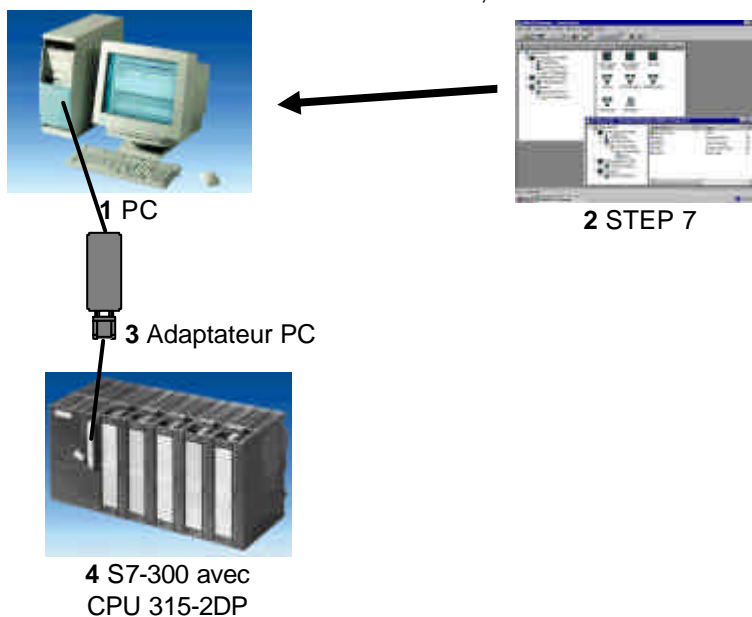 1 PC
2 STEP 7
3 Adaptateur PC
4 S7-300 avec
CPU 315-2DP